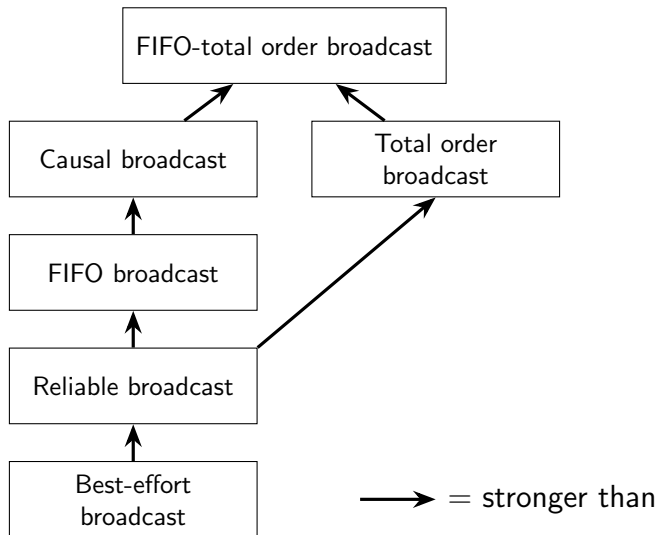 FIFO-total order broadcast
Causal broadcast
Total order
broadcast
FIFO broadcast
Reliable broadcast
Best-effort
broadcast
= stronger than